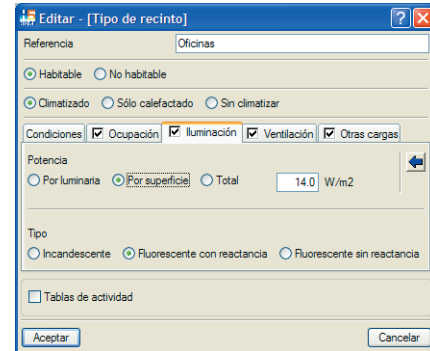 Editar - [Tipo de recinto]
Referencia Oficinas
Habitable No habitable
Climatizado Sólo calefactado Sin climatizar
Condiciones Ocupación Iluminación Ventilación Otras cargas
Potencia
Por luminaria Por superficie Total 14.0 W/m2
Tipo
Incandescente Fluorescente con reactancia Fluorescente sin reactancia
Tablas de actividad
Aceptar Cancelar